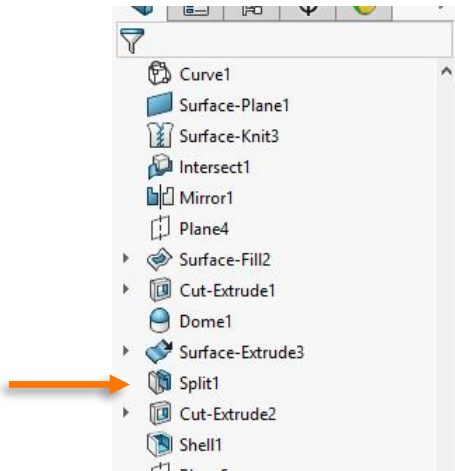 Curve1
Surface-Plane1
Surface-Knit3
Intersect1
Mirror1
Plane4
Surface-Fill2
Cut-Extrude1
Dome1
Surface-Extrude3
Split1
Cut-Extrude2
Shell1